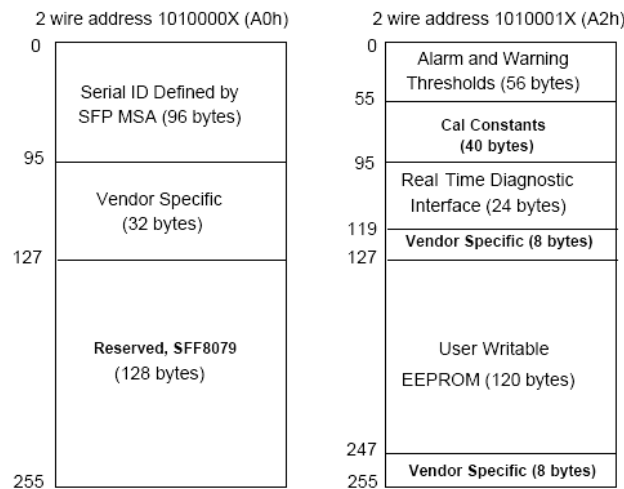 2 wire address 1010000X (A0h)
0
Serial ID Defined by
SFP MSA (96 bytes)
95
Vendor Specific
(32 bytes)
127
Reserved, SFF8079
(128 bytes)
255
2 wire address 1010001X (A2h)
0
Alarm and Warning
Thresholds (56 bytes)
55
Cal Constants
(40 bytes)
95
Real Time Diagnostic
Interface (24 bytes)
119
Vendor Specific (8 bytes)
127
User Writable
EEPROM (120 bytes)
247
Vendor Specific (8 bytes)
255